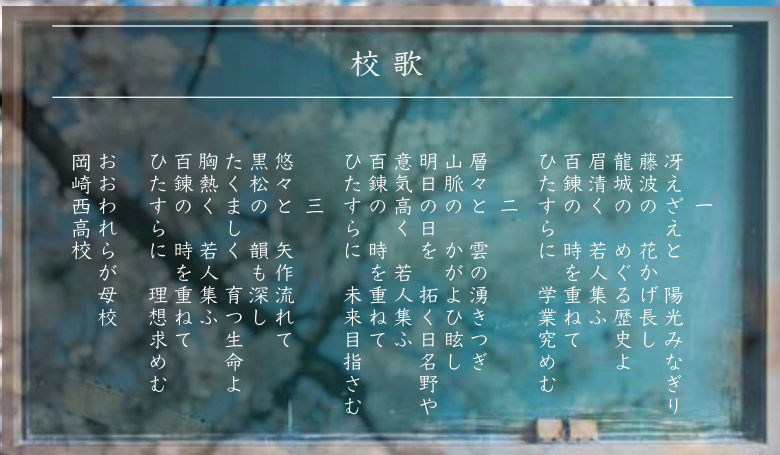 校歌
一
冴えざえと　陽光みなぎり
藤波の　花かげ長し
龍城の　めぐる歴史よ
眉清く　若人集ふ
百錬の　時を重ねて
ひたすらに　学業究めむ
二
層々と　雲の湧きつぎ
山脈の　かがよひ眩し
明日の日を　拓く日名野や
意気高く　若人集ふ
百錬の　時を重ねて
ひたすらに　未来目指さむ
三
悠々と　矢作流れて
黒松の　韻も深し
たくましく　育つ生命よ
胸熱く　若人集ふ
百錬の　時を重ねて
ひたすらに　理想求めむ
おおわれらが母校
岡崎西高校